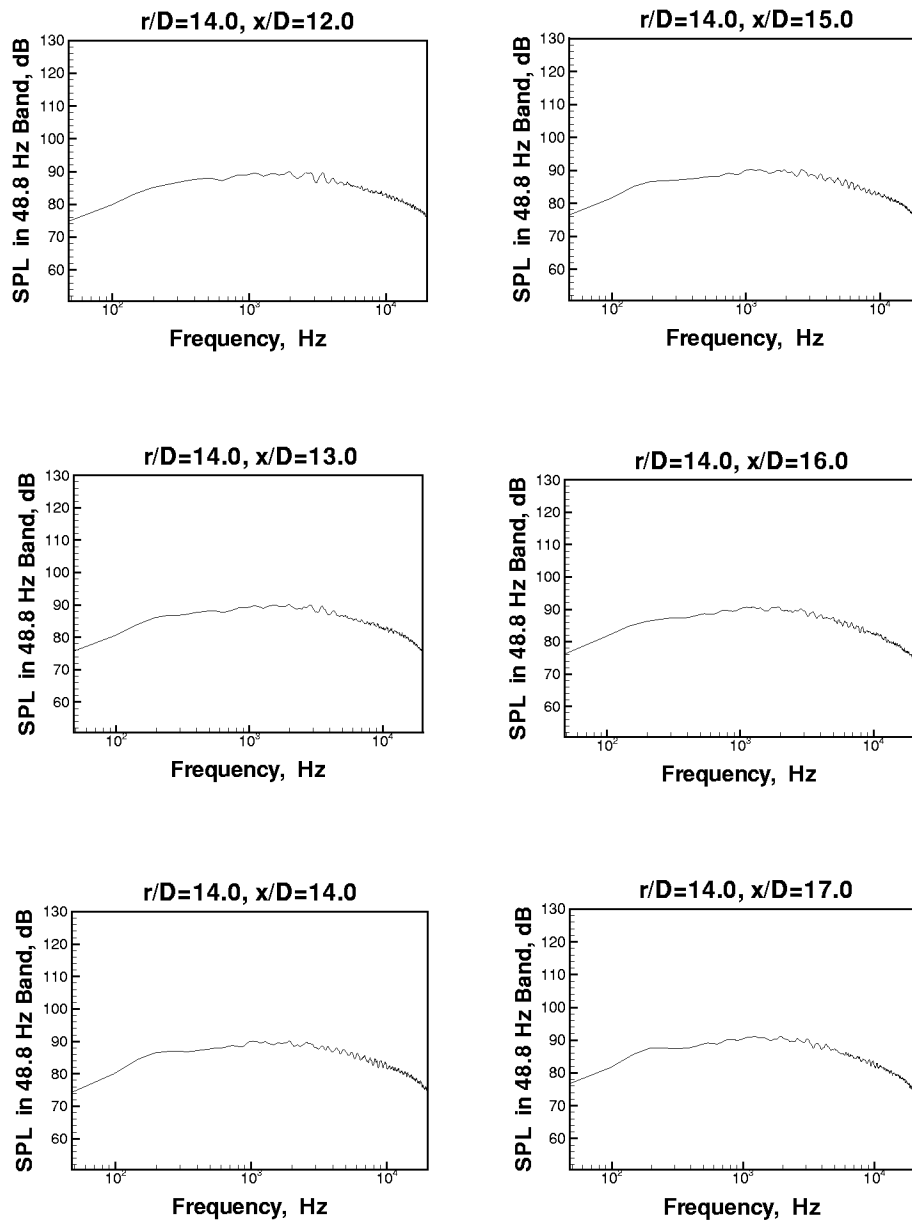 r/D=14.0, x/D=12.0
SPL in 48.8 Hz Band, dB
130
120
110
100
90
80
70
60
10² 10³ 10⁴
Frequency, Hz
r/D=14.0, x/D=15.0
SPL in 48.8 Hz Band, dB
130
120
110
100
90
80
70
60
10² 10³ 10⁴
Frequency, Hz
r/D=14.0, x/D=13.0
SPL in 48.8 Hz Band, dB
130
120
110
100
90
80
70
60
10² 10³ 10⁴
Frequency, Hz
r/D=14.0, x/D=16.0
SPL in 48.8 Hz Band, dB
130
120
110
100
90
80
70
60
10² 10³ 10⁴
Frequency, Hz
r/D=14.0, x/D=14.0
SPL in 48.8 Hz Band, dB
130
120
110
100
90
80
70
60
10² 10³ 10⁴
Frequency, Hz
r/D=14.0, x/D=17.0
SPL in 48.8 Hz Band, dB
130
120
110
100
90
80
70
60
10² 10³ 10⁴
Frequency, Hz